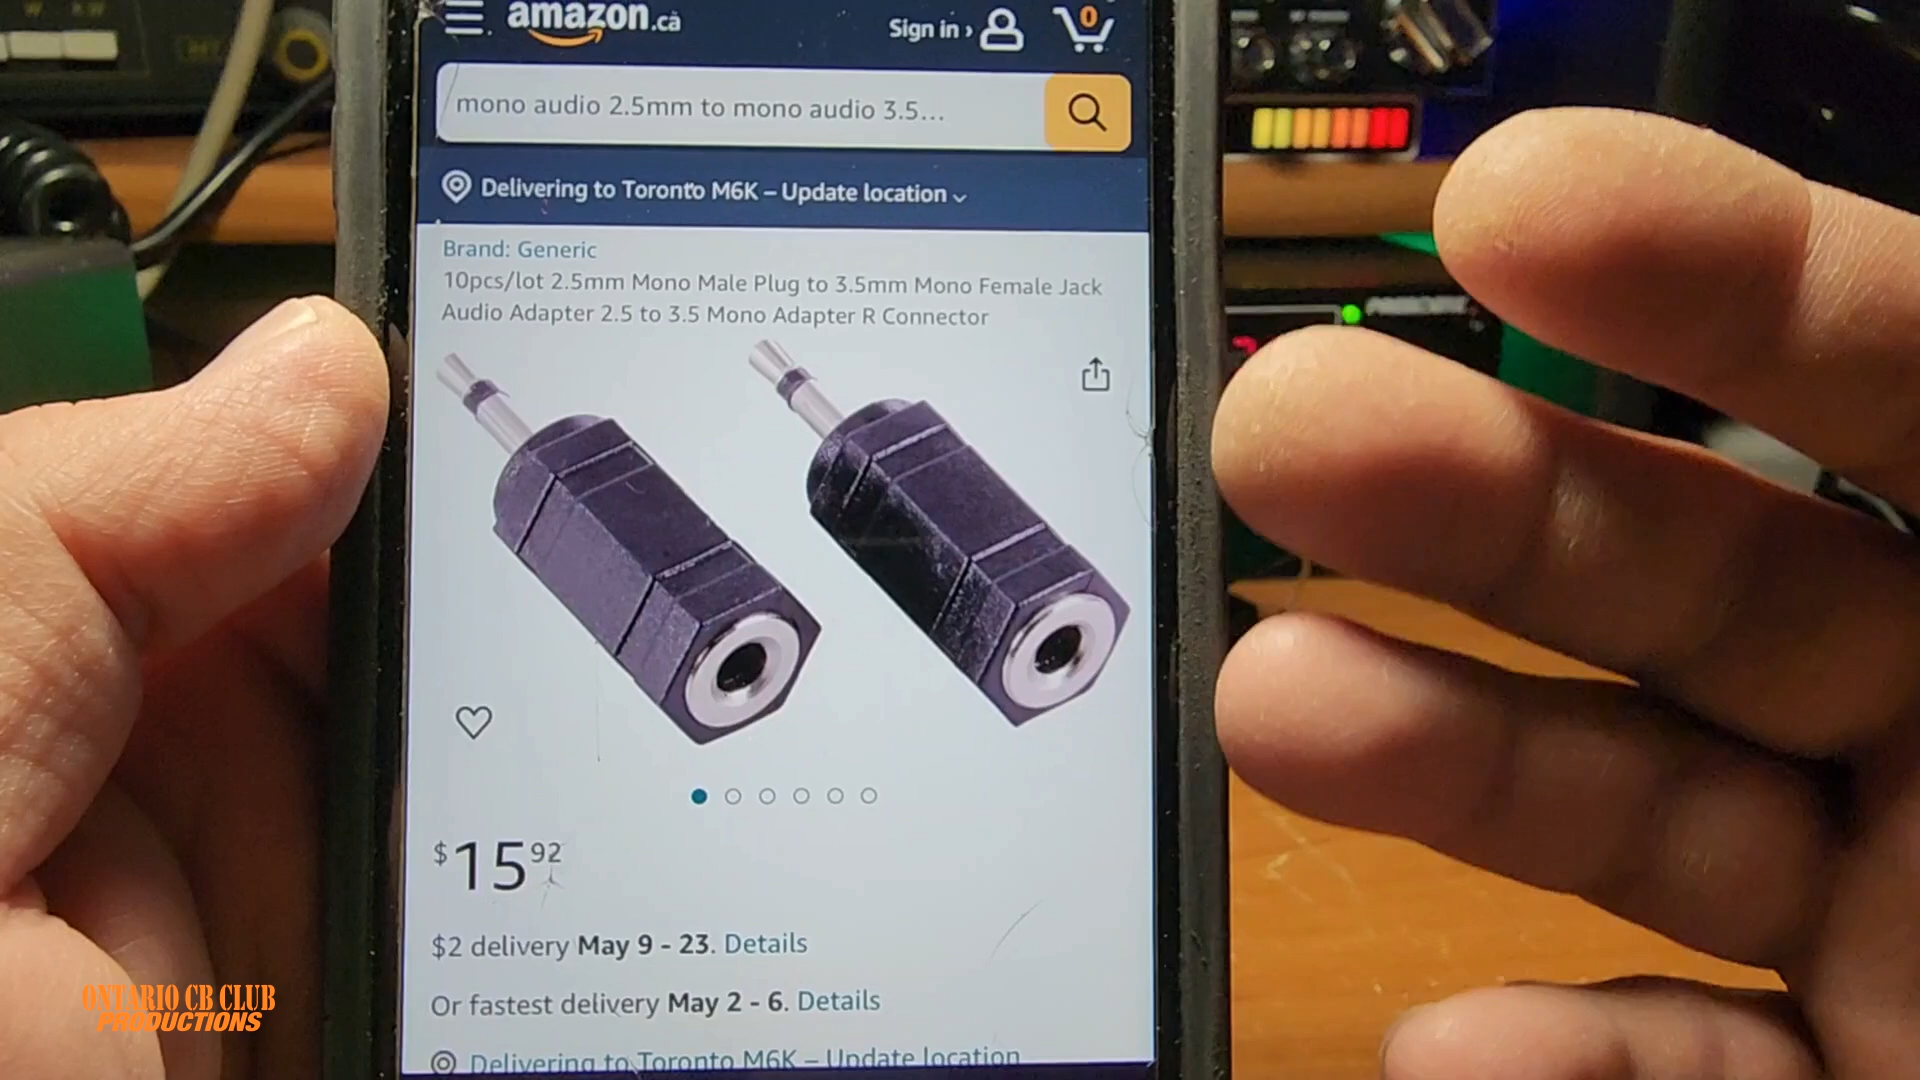 amazon.ca
Sign in ›
0
mono audio 2.5mm to mono audio 3.5...
Delivering to Toronto M6K – Update location
Brand: Generic
10pcs/lot 2.5mm Mono Male Plug to 3.5mm Mono Female Jack
Audio Adapter 2.5 to 3.5 Mono Adapter R Connector
$15 92
$2 delivery May 9 - 23. Details
Or fastest delivery May 2 - 6. Details
Delivering to Toronto M6K – Update location
ONTARIO CB CLUB
PRODUCTIONS